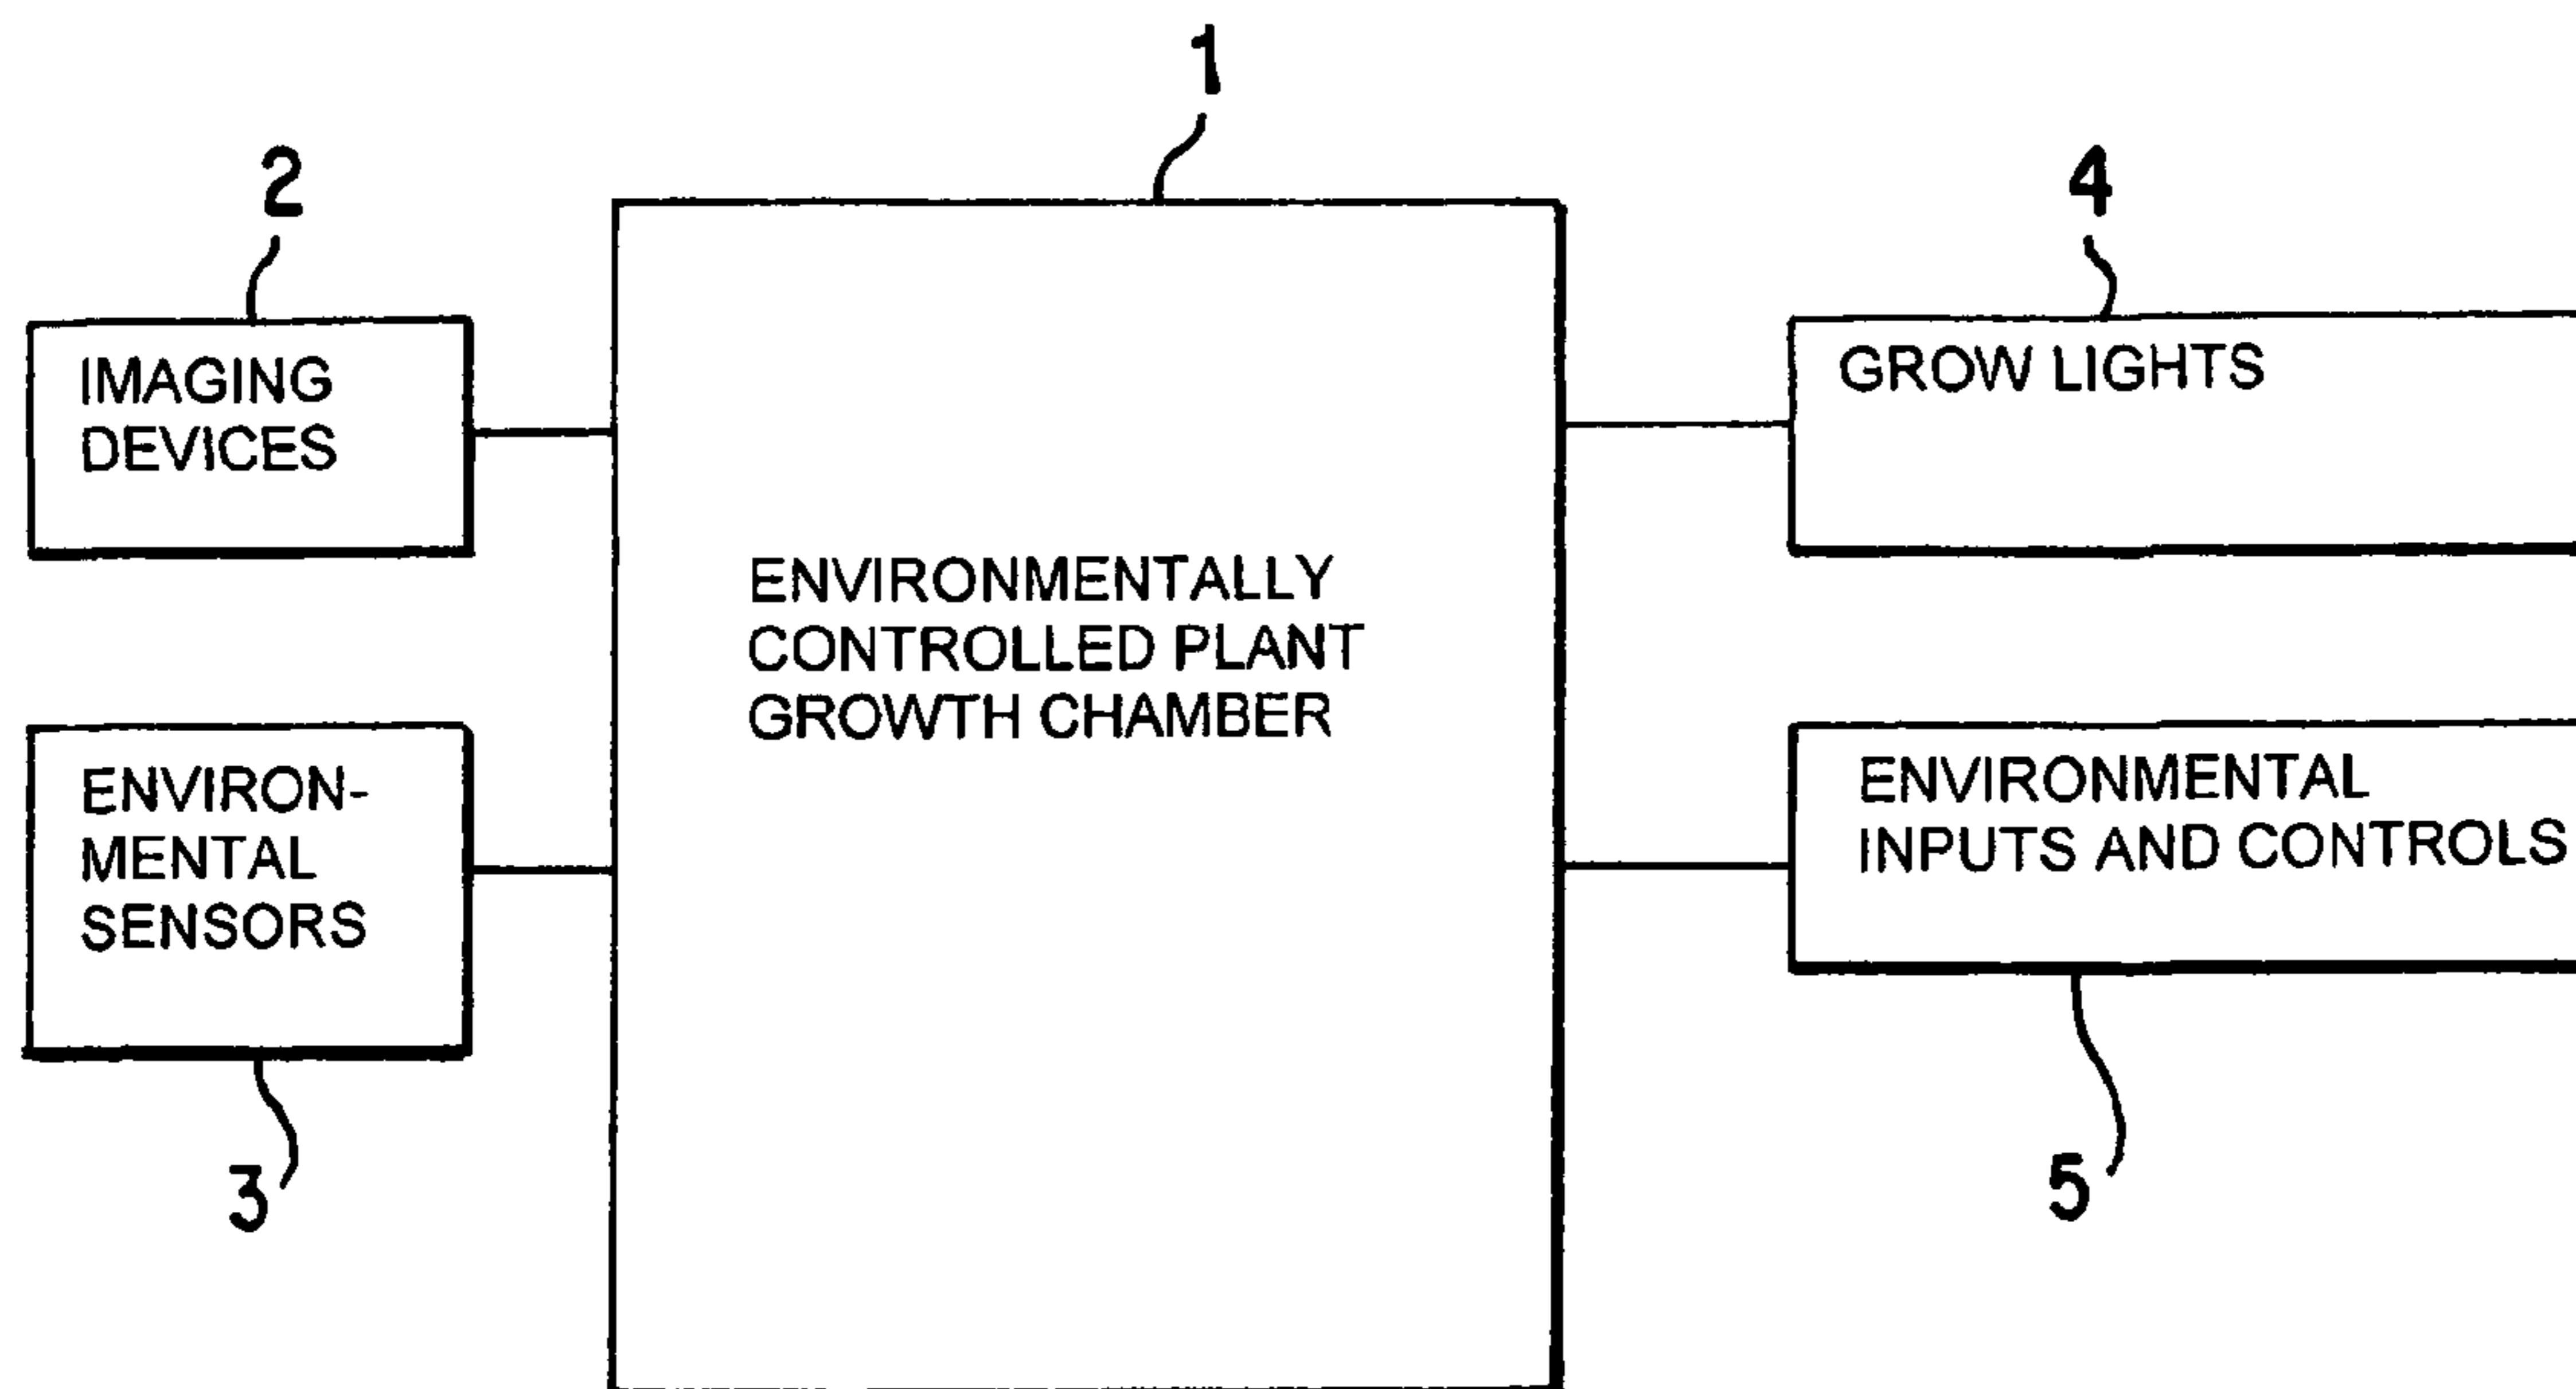 1
2
IMAGING
DEVICES
ENVIRON-
MENTAL
SENSORS
3
ENVIRONMENTALLY
CONTROLLED PLANT
GROWTH CHAMBER
4
GROW LIGHTS
ENVIRONMENTAL
INPUTS AND CONTROLS
5